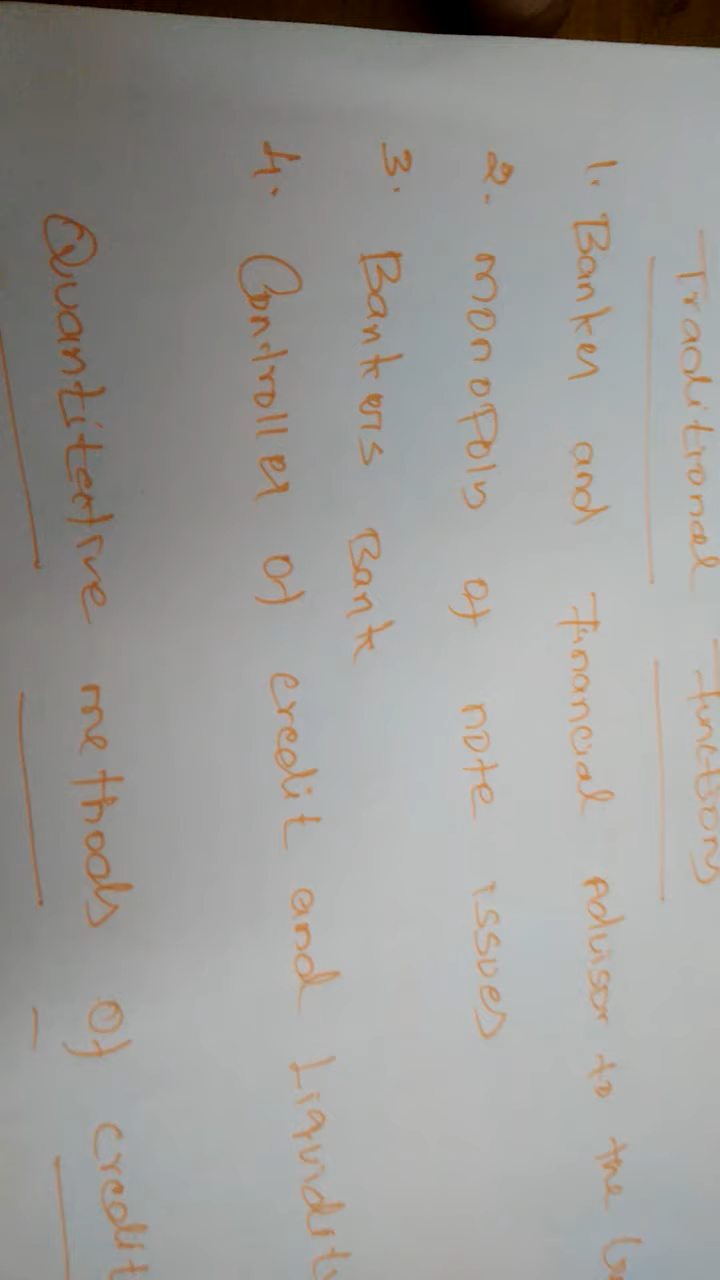 Traditional functions
1. Banker and Financial Advisor to the
2. monopoly of note issues
3. Bankers Bank
4. Controller of credit and Liquidity
Quantitative methods of credit